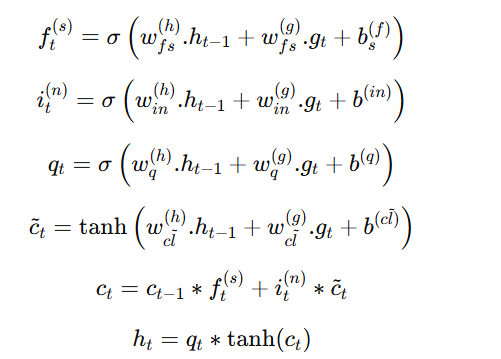 f_t^{(s)} = σ ( w_{fs}^{(h)}.h_{t−1} + w_{fs}^{(g)}.g_t + b_s^{(f)} )
i_t^{(n)} = σ ( w_{in}^{(h)}.h_{t−1} + w_{in}^{(g)}.g_t + b^{(in)} )
q_t = σ ( w_q^{(h)}.h_{t−1} + w_q^{(g)}.g_t + b^{(q)} )
c̃_t = tanh ( w_{cl̃}^{(h)}.h_{t−1} + w_{cl̃}^{(g)}.g_t + b^{(cl̃)} )
c_t = c_{t−1} * f_t^{(s)} + i_t^{(n)} * c̃_t
h_t = q_t * tanh(c_t)